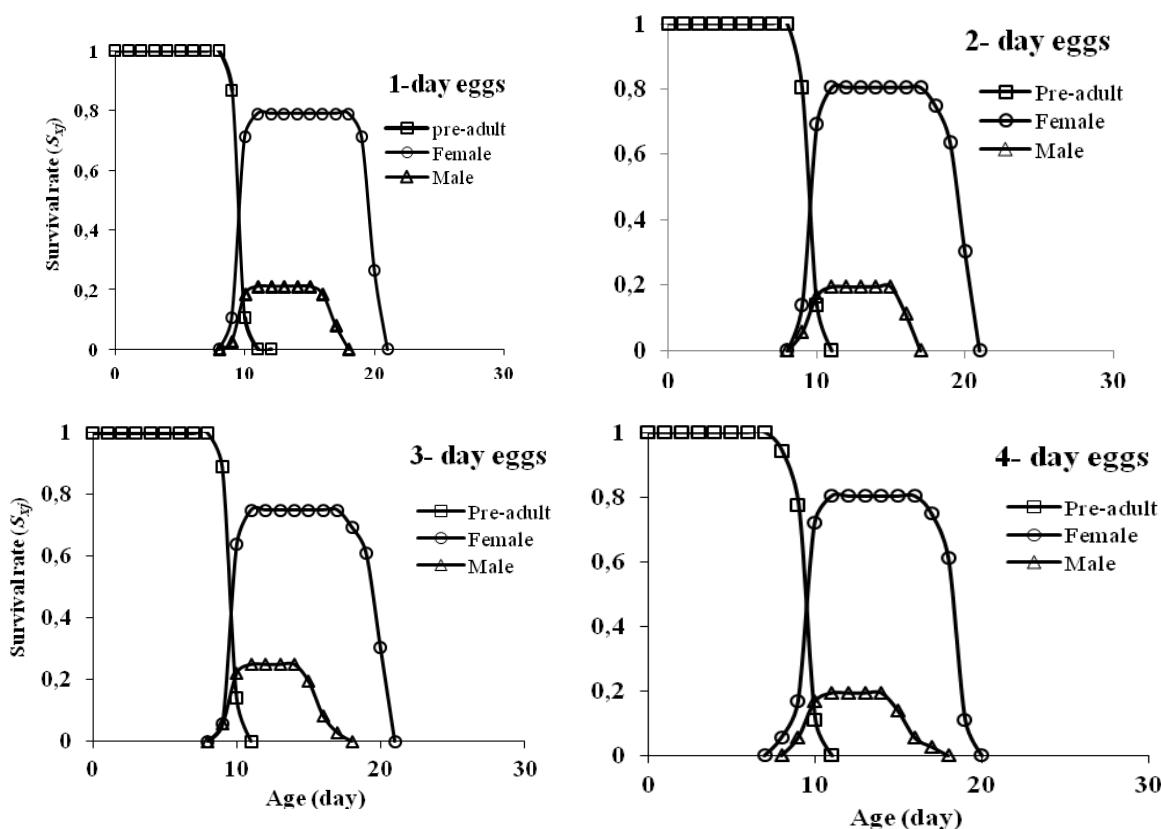 1
0,8
0,6
0,4
0,2
0
0
10
20
30
Survival rate (Sxj)
1-day eggs
pre-adult
Female
Male
1
0,8
0,6
0,4
0,2
0
0
10
20
30
2- day eggs
Pre-adult
Female
Male
1
0,8
0,6
0,4
0,2
0
0
10
20
30
Survival rate (Sxj)
Age (day)
3- day eggs
Pre-adult
Female
Male
1
0,8
0,6
0,4
0,2
0
0
10
20
30
Age (day)
4- day eggs
Pre-adult
Female
Male